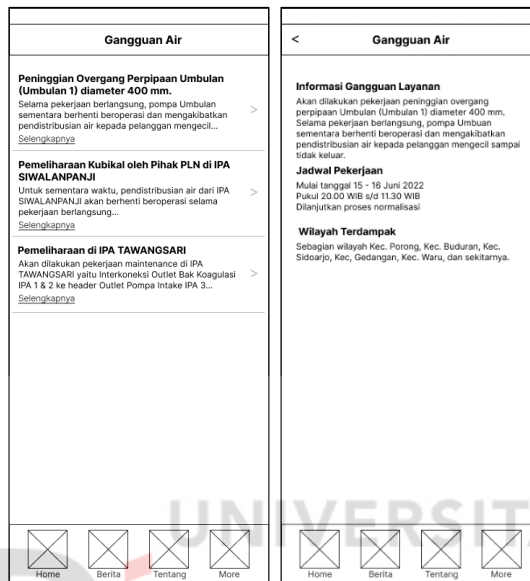 Gangguan Air
Peninggian Overgang Perpipaan Umbulan
(Umbulan 1) diameter 400 mm.
Selama pekerjaan berlangsung, pompa Umbulan
sementara berhenti beroperasi dan mengakibatkan
pendistribusian air kepada pelanggan mengecil...
Selengkapnya
>
Pemeliharaan Kubikal oleh Pihak PLN di IPA
SIWALANPANJI
Untuk sementara waktu, pendistribusian air dari IPA
SIWALANPANJI akan berhenti beroperasi selama
pekerjaan berlangsung...
Selengkapnya
>
Pemeliharaan di IPA TAWANGSARI
Akan dilakukan pekerjaan maintenance di IPA
TAWANGSARI yaitu Interkoneksi Outlet Bak Koagulasi
IPA 1 & 2 ke header Outlet Pompa Intake IPA 3...
Selengkapnya
>
Home Berita Tentang More
< Gangguan Air
Informasi Gangguan Layanan
Akan dilakukan pekerjaan peninggian overgang
perpipaan Umbulan (Umbulan 1) diameter 400 mm.
Selama pekerjaan berlangsung, pompa Umbuan
sementara berhenti beroperasi dan mengakibatkan
pendistribusian air kepada pelanggan mengecil sampai
tidak keluar.
Jadwal Pekerjaan
Mulai tanggal 15 - 16 Juni 2022
Pukul 20.00 WIB s/d 11.30 WIB
Dilanjutkan proses normalisasi
Wilayah Terdampak
Sebagian wilayah Kec. Porong, Kec. Buduran, Kec.
Sidoarjo, Kec, Gedangan, Kec. Waru, dan sekitarnya.
Home Berita Tentang More